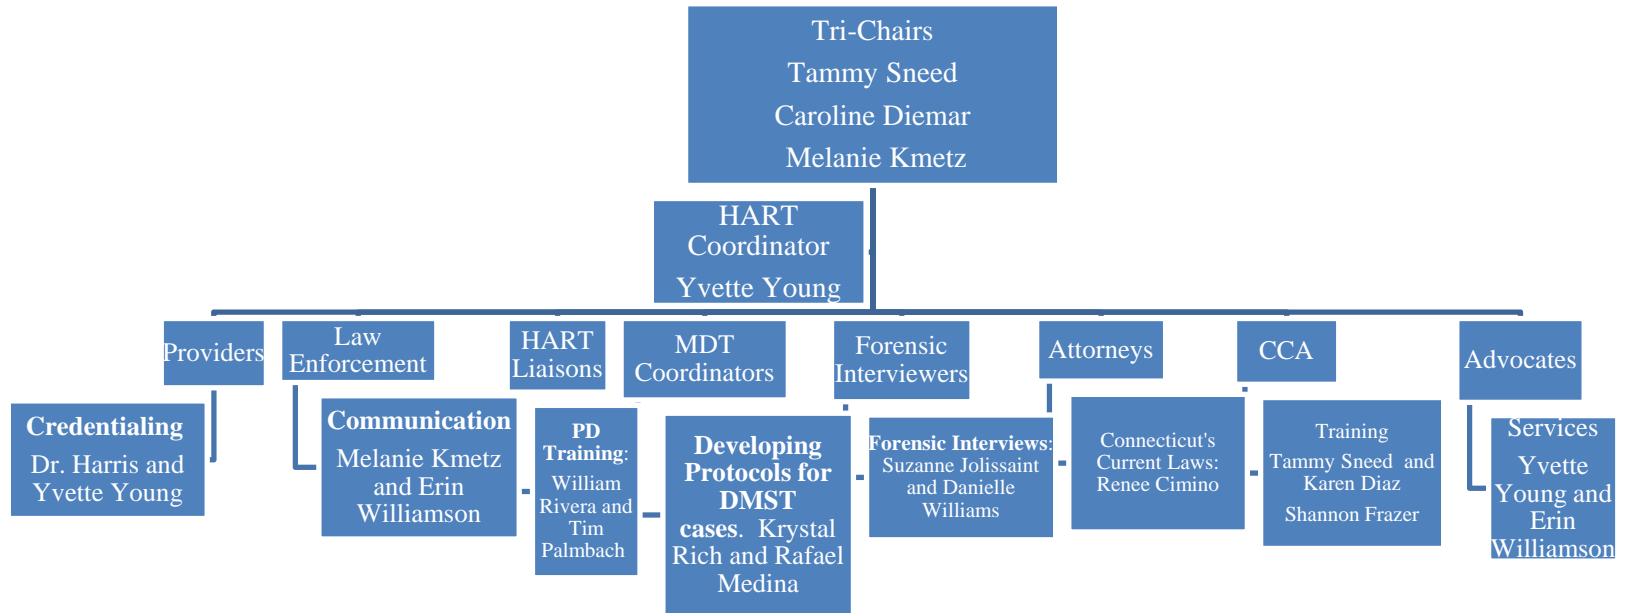 Tri-Chairs
Tammy Sneed
Caroline Diemar
Melanie Kmetz
HART
Coordinator
Yvette Young
Providers
Law
Enforcement
HART
Liaisons
MDT
Coordinators
Forensic
Interviewers
Attorneys
CCA
Advocates
Credentialing
Dr. Harris and
Yvette Young
Communication
Melanie Kmetz
and Erin
Williamson
PD
Training:
William
Rivera and
Tim
Palmbach
Developing
Protocols for
DMST
cases. Krystal
Rich and Rafael
Medina
Forensic Interviews:
Suzanne Jolissaint
and Danielle
Williams
Connecticut's
Current Laws:
Renee Cimino
Training
Tammy Sneed and
Karen Diaz
Shannon Frazer
Services
Yvette
Young and
Erin
Williamson